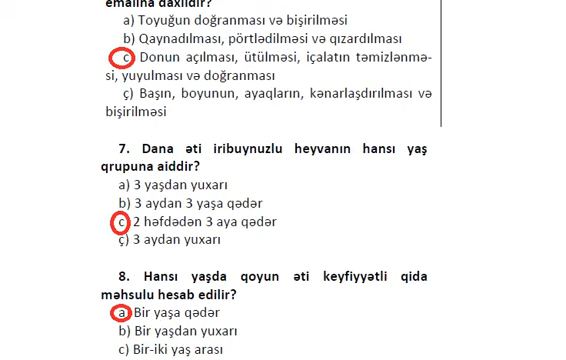 emalına daxildir?
a) Toyuğun doğranması və bişirilməsi
b) Qaynadılması, pörtlədilməsi və qızardılması
c) Donun açılması, ütülməsi, içalatın təmizlənmə-
si, yuyulması və doğranması
ç) Başın, boyunun, ayaqların, kənarlaşdırılması və
bişirilməsi
7. Dana əti iribuynuzlu heyvanın hansı yaş
qrupuna aiddir?
a) 3 yaşdan yuxarı
b) 3 aydan 3 yaşa qədər
c) 2 həfdədən 3 aya qədər
ç) 3 aydan yuxarı
8. Hansı yaşda qoyun əti keyfiyyətli qida
məhsulu hesab edilir?
a) Bir yaşa qədər
b) Bir yaşdan yuxarı
c) Bir-iki yaş arası